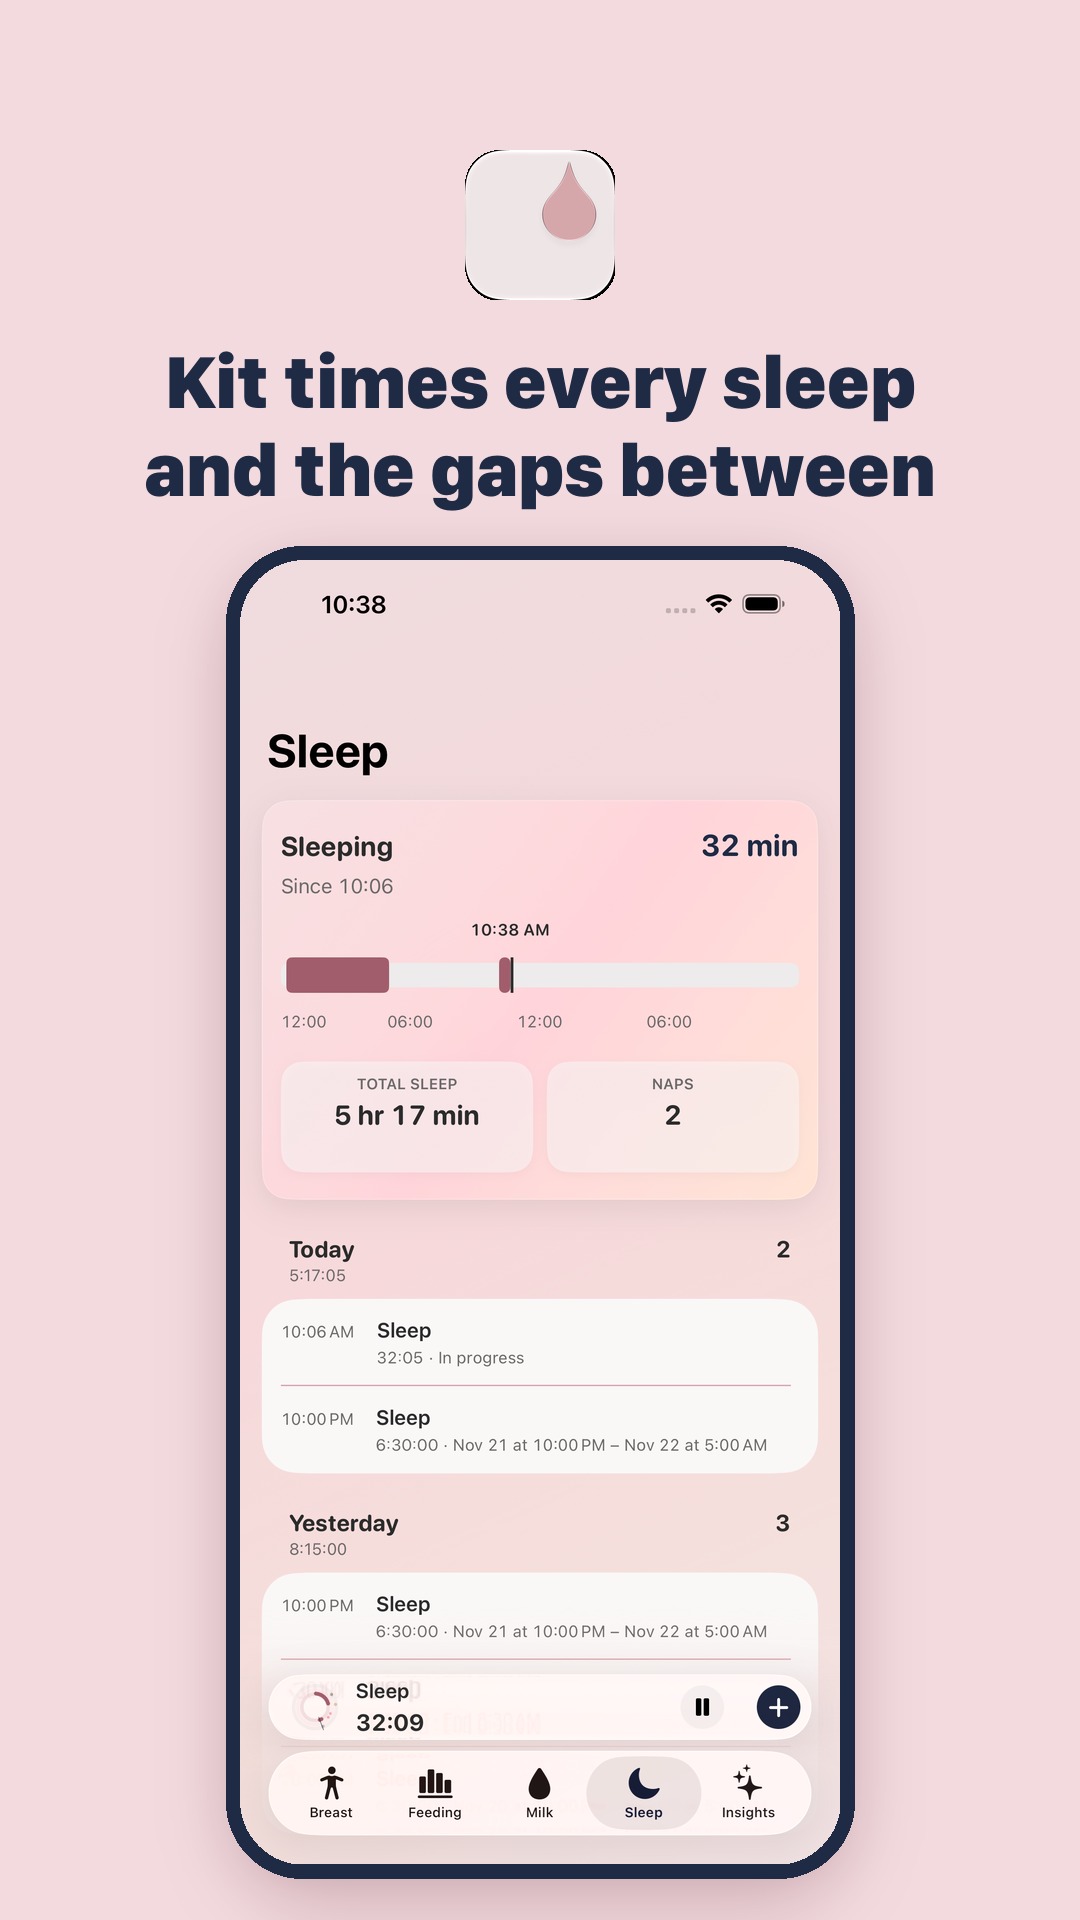 Kit times every sleep
and the gaps between
10:38
Sleep
Sleeping 32 min
Since 10:06
10:38 AM
12:00 06:00 12:00 06:00
TOTAL SLEEP NAPS
5 hr 17 min 2
Today 2
5:17:05
10:06 AM Sleep
32:05 · In progress
10:00 PM Sleep
6:30:00 · Nov 21 at 10:00 PM – Nov 22 at 5:00 AM
Yesterday 3
8:15:00
10:00 PM Sleep
6:30:00 · Nov 21 at 10:00 PM – Nov 22 at 5:00 AM
Sleep
32:09
Breast Feeding Milk Sleep Insights